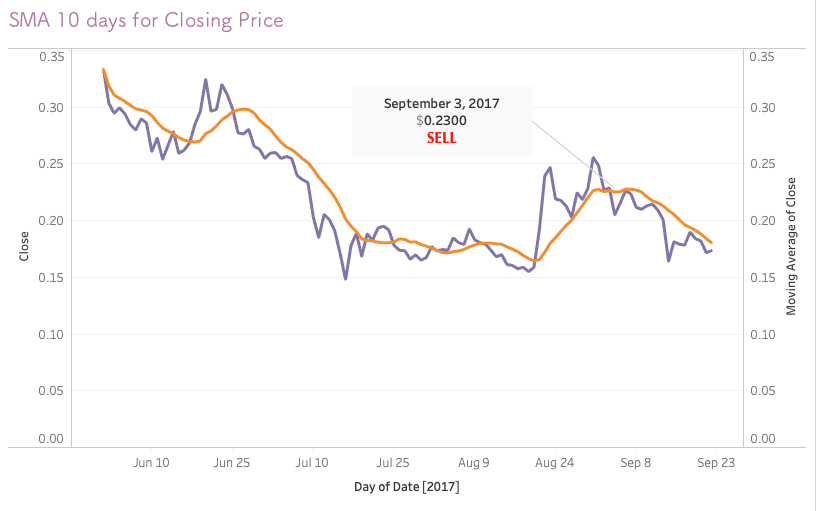 SMA 10 days for Closing Price
0.35
0.30
0.25
0.20
0.15
0.10
0.05
0.00
Close
September 3, 2017
$0.2300
SELL
0.35
0.30
0.25
0.20
0.15
0.10
0.05
0.00
Moving Average of Close
Jun 10 Jun 25 Jul 10 Jul 25 Aug 9 Aug 24 Sep 8 Sep 23
Day of Date [2017]